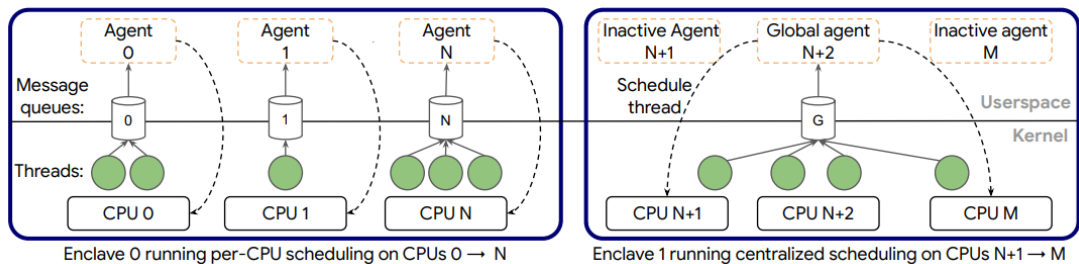 Agent
0
Agent
1
Agent
N
Inactive Agent
N+1
Global agent
N+2
Inactive agent
M
Message
queues:
0
1
N
Schedule
thread
G
Userspace
Kernel
Threads:
CPU 0
CPU 1
CPU N
CPU N+1
CPU N+2
CPU M
Enclave 0 running per-CPU scheduling on CPUs 0 → N
Enclave 1 running centralized scheduling on CPUs N+1 → M